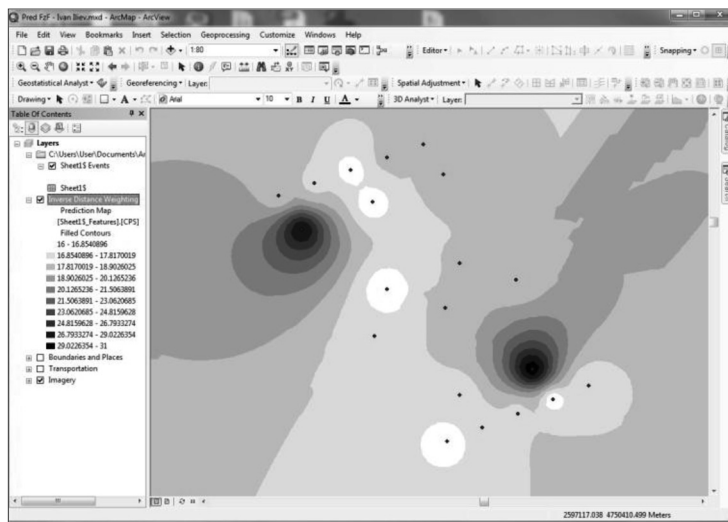 Pred FzF - Ivan Iliev.mxd - ArcMap - ArcView
File Edit View Bookmarks Insert Selection Geoprocessing Customize Windows Help
1:80
Editor
Snapping
Geostatistical Analyst
Georeferencing
Layer:
Spatial Adjustment
Drawing
A
Arial
10
B I U A
3D Analyst
Layer:
Table Of Contents
Layers
C:\Users\User\Documents\Ar
Sheet1$ Events
Sheet1$
Inverse Distance Weighting
Prediction Map
[Sheet1$_Features].[CPS]
Filled Contours
16 - 16.8540896
16.8540896 - 17.8170019
17.8170019 - 18.9026025
18.9026025 - 20.1265236
20.1265236 - 21.5063891
21.5063891 - 23.0620685
23.0620685 - 24.8159628
24.8159628 - 26.7933274
26.7933274 - 29.0226354
29.0226354 - 31
Boundaries and Places
Transportation
Imagery
2597117.038 4750410.499 Meters